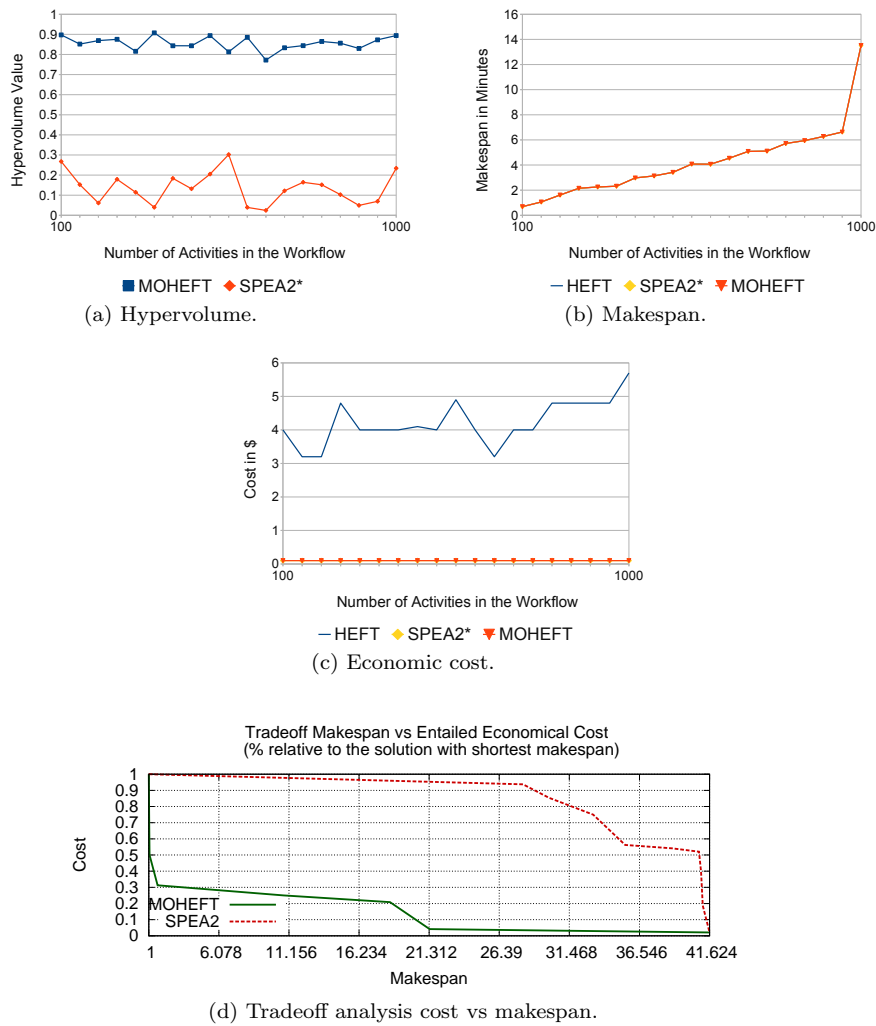 1
0.9
0.8
0.7
0.6
0.5
0.4
0.3
0.2
0.1
0
Hypervolume Value
100 1000
Number of Activities in the Workflow
MOHEFT SPEA2*
(a) Hypervolume.
16
14
12
10
8
6
4
2
0
Makespan in Minutes
100 1000
Number of Activities in the Workflow
HEFT SPEA2* MOHEFT
(b) Makespan.
6
5
4
3
2
1
0
Cost in $
100 1000
Number of Activities in the Workflow
HEFT SPEA2* MOHEFT
(c) Economic cost.
Tradeoff Makespan vs Entailed Economical Cost
(% relative to the solution with shortest makespan)
1
0.9
0.8
0.7
0.6
0.5
0.4
0.3
0.2
0.1
0
Cost
MOHEFT
SPEA2
1 6.078 11.156 16.234 21.312 26.39 31.468 36.546 41.624
Makespan
(d) Tradeoff analysis cost vs makespan.